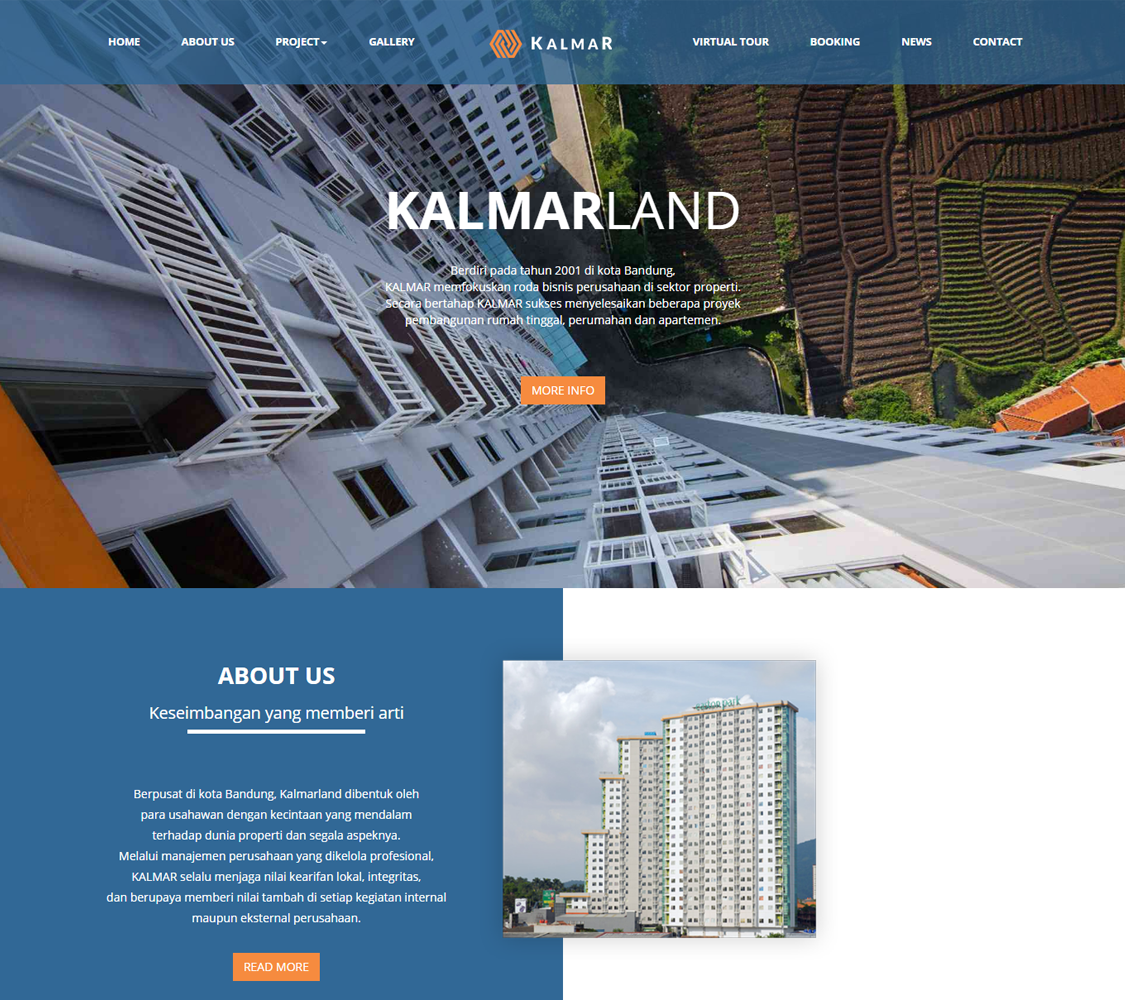 HOME
ABOUT US
PROJECT
GALLERY
KALMAR
VIRTUAL TOUR
BOOKING
NEWS
CONTACT
KALMARLAND
Berdiri pada tahun 2001 di kota Bandung,
KALMAR memfokuskan roda bisnis perusahaan di sektor properti.
Secara bertahap KALMAR sukses menyelesaikan beberapa proyek
pembangunan rumah tinggal, perumahan dan apartemen.
MORE INFO
ABOUT US
Keseimbangan yang memberi arti
Berpusat di kota Bandung, Kalmarland dibentuk oleh
para usahawan dengan kecintaan yang mendalam
terhadap dunia properti dan segala aspeknya.
Melalui manajemen perusahaan yang dikelola profesional,
KALMAR selalu menjaga nilai kearifan lokal, integritas,
dan berupaya memberi nilai tambah di setiap kegiatan internal
maupun eksternal perusahaan.
READ MORE